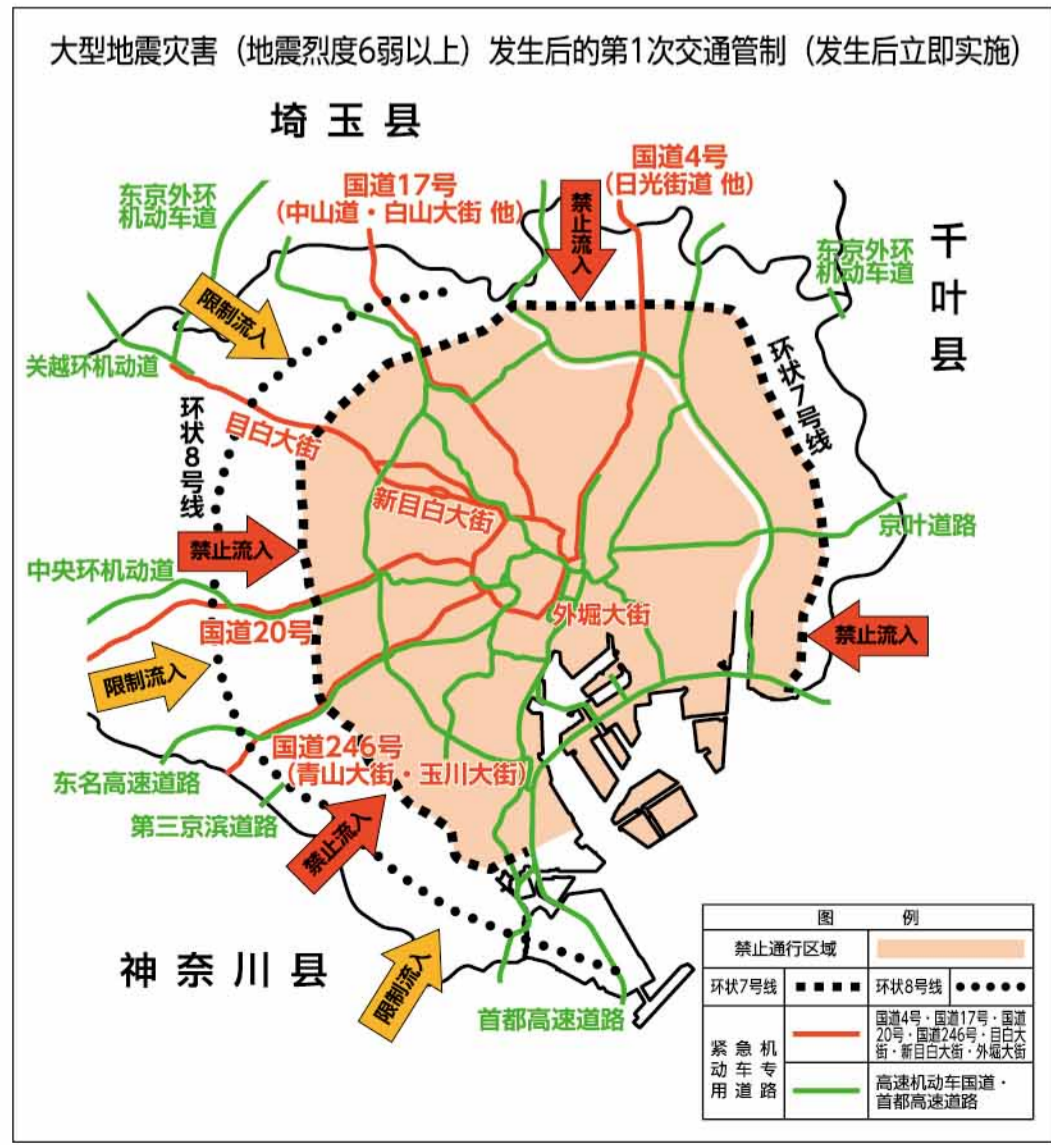 大型地震灾害（地震烈度6弱以上）发生后的第1次交通管制（发生后立即实施）
埼玉县
国道4号
（日光街道 他）
东京外环
机动车道
国道17号
（中山道・白山大街 他）
禁止流入
千叶县
东京外环
机动车道
限制流入
关越环机动道
环状7号线
环状8号线
目白大街
新目白大街
京叶道路
禁止流入
中央环机动道
国道20号
外堀大街
禁止流入
限制流入
国道246号
（青山大街・玉川大街）
东名高速道路
第三京滨道路
禁止流入
神奈川县
限制流入
首都高速道路
图 例
禁止通行区域
环状7号线
环状8号线
紧急机
动车专
用道路
国道4号・国道17号・国道
20号・国道246号・目白大
街・新目白大街・外堀大街
高速机动车国道・
首都高速道路